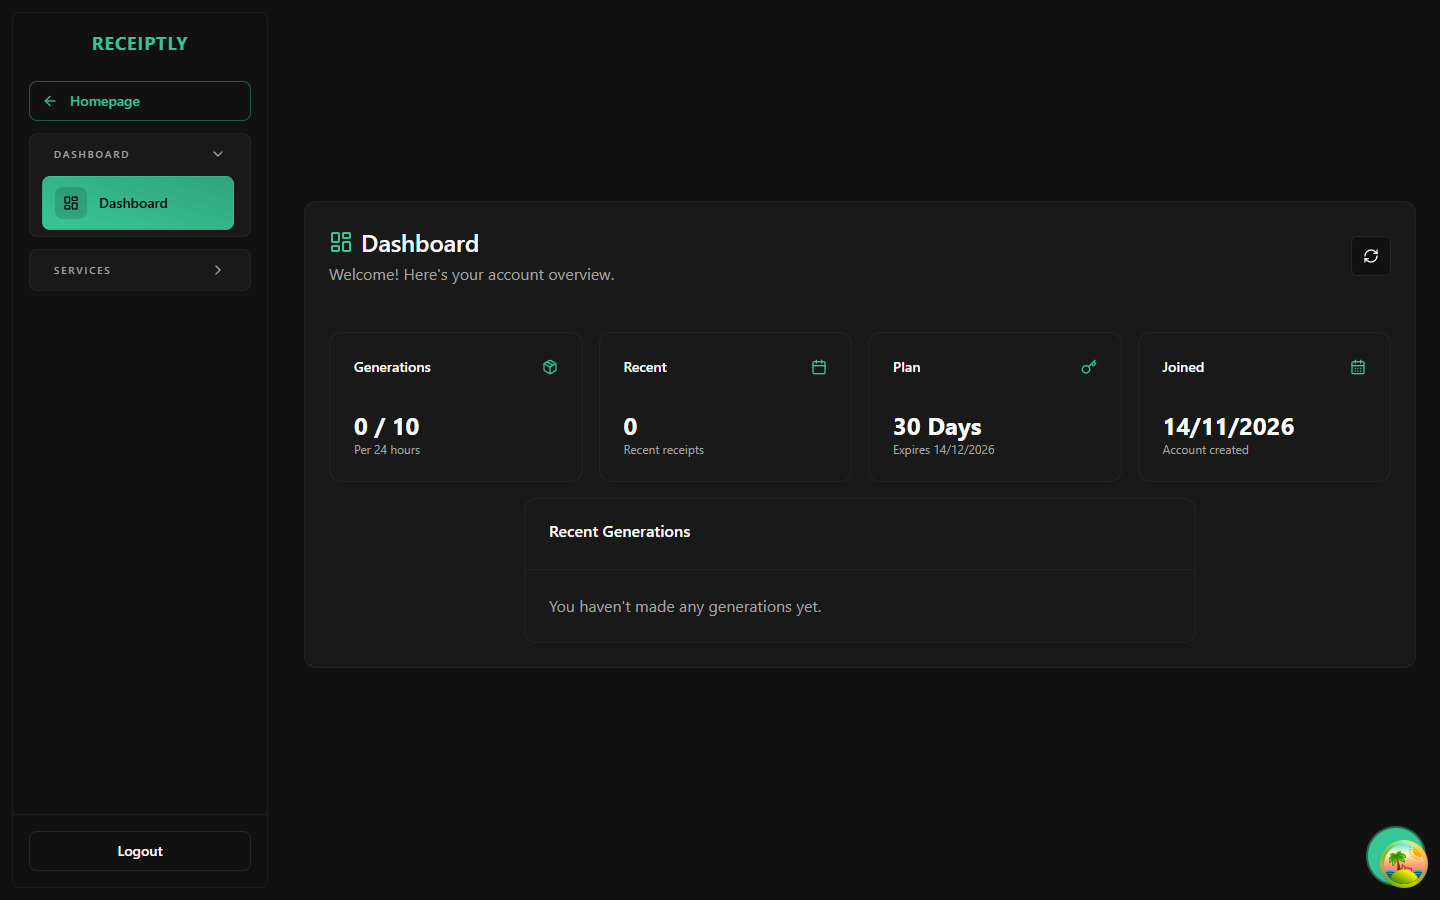 RECEIPTLY
Homepage
DASHBOARD
Dashboard
SERVICES
Logout
Dashboard
Welcome! Here's your account overview.
Generations
0 / 10
Per 24 hours
Recent
0
Recent receipts
Plan
30 Days
Expires 14/12/2026
Joined
14/11/2026
Account created
Recent Generations
You haven't made any generations yet.